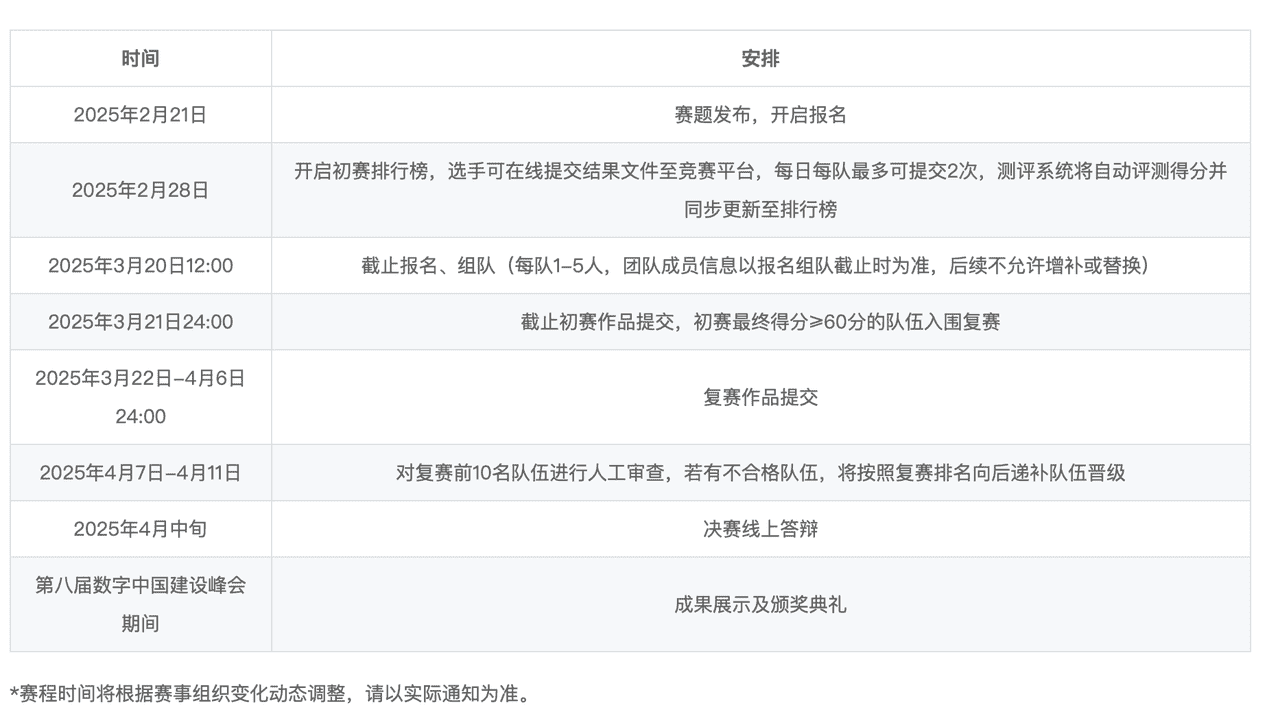 时间
安排
2025年2月21日
赛题发布，开启报名
2025年2月28日
开启初赛排行榜，选手可在线提交结果文件至竞赛平台，每日每队最多可提交2次，测评系统将自动评测得分并
同步更新至排行榜
2025年3月20日12:00
截止报名、组队（每队1-5人，团队成员信息以报名组队截止时为准，后续不允许增补或替换）
2025年3月21日24:00
截止初赛作品提交，初赛最终得分≥60分的队伍入围复赛
2025年3月22日-4月6日
24:00
复赛作品提交
2025年4月7日-4月11日
对复赛前10名队伍进行人工审查，若有不合格队伍，将按照复赛排名向后递补队伍晋级
2025年4月中旬
决赛线上答辩
第八届数字中国建设峰会
期间
成果展示及颁奖典礼
*赛程时间将根据赛事组织变化动态调整，请以实际通知为准。